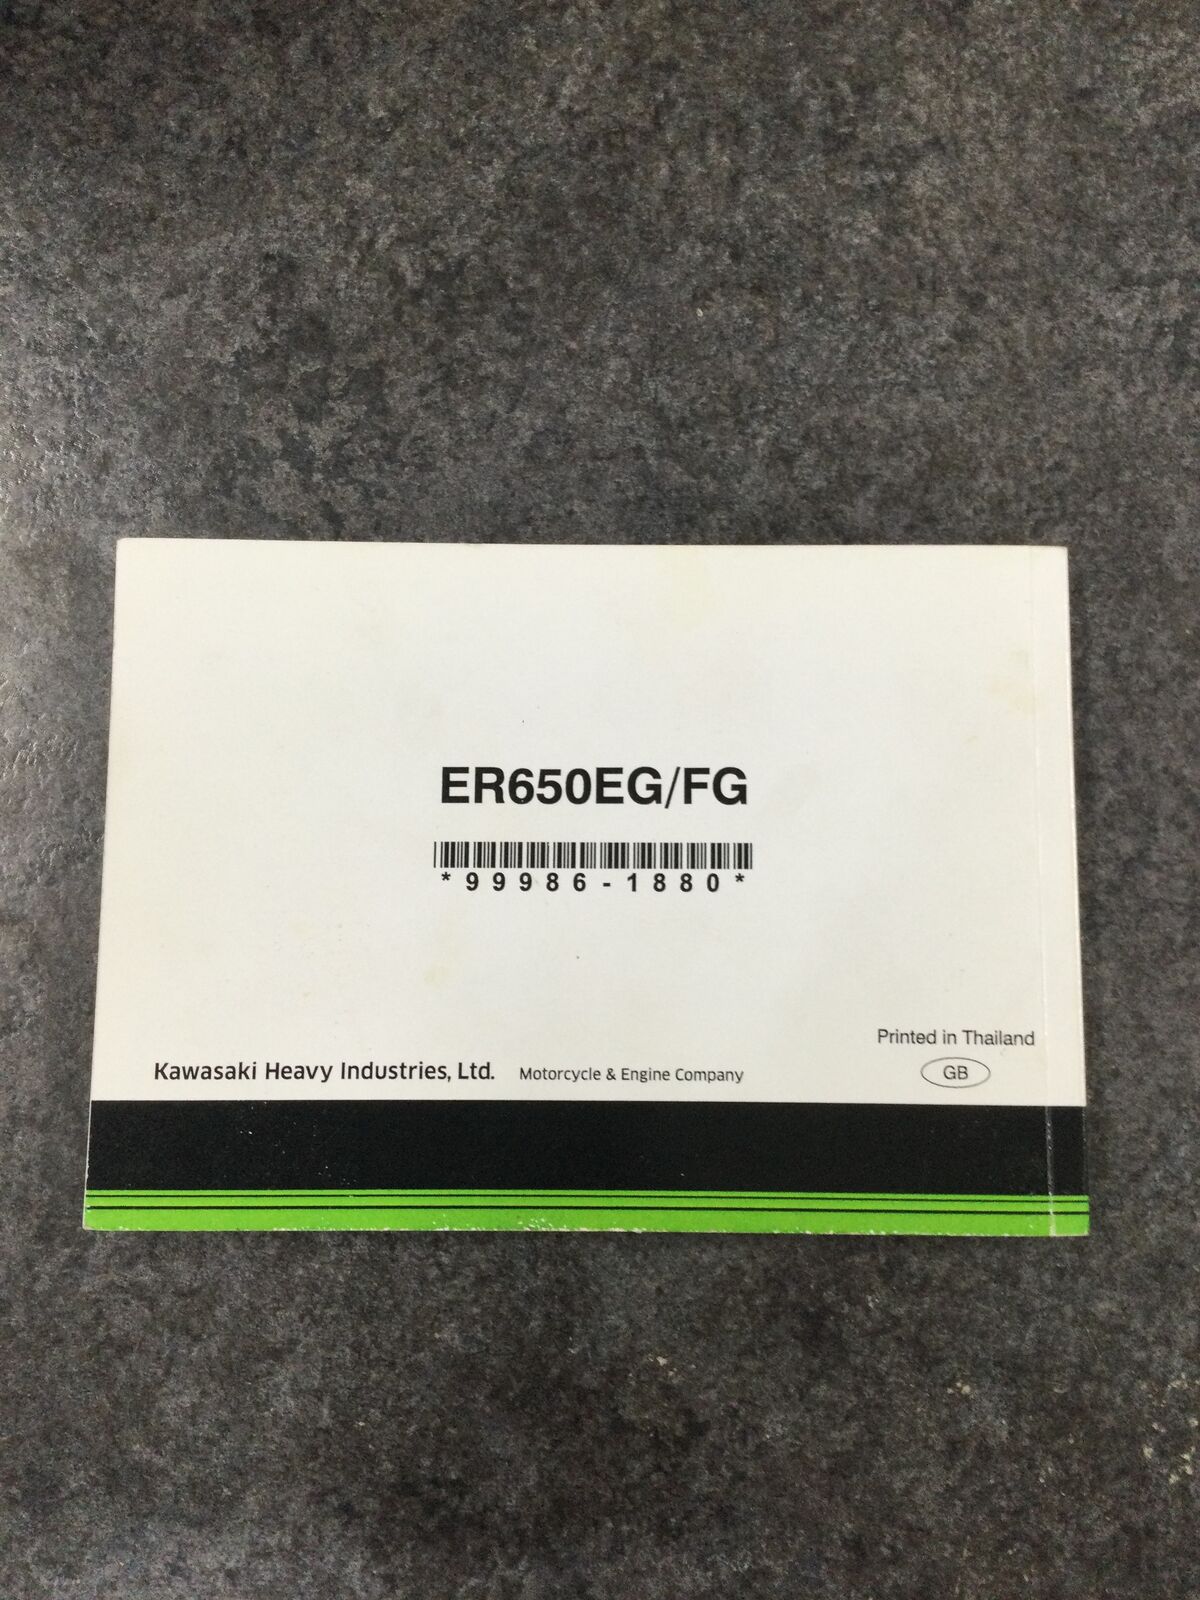 ER650EG/FG
*99986-1880*
Printed in Thailand
Kawasaki Heavy Industries, Ltd. Motorcycle & Engine Company
GB